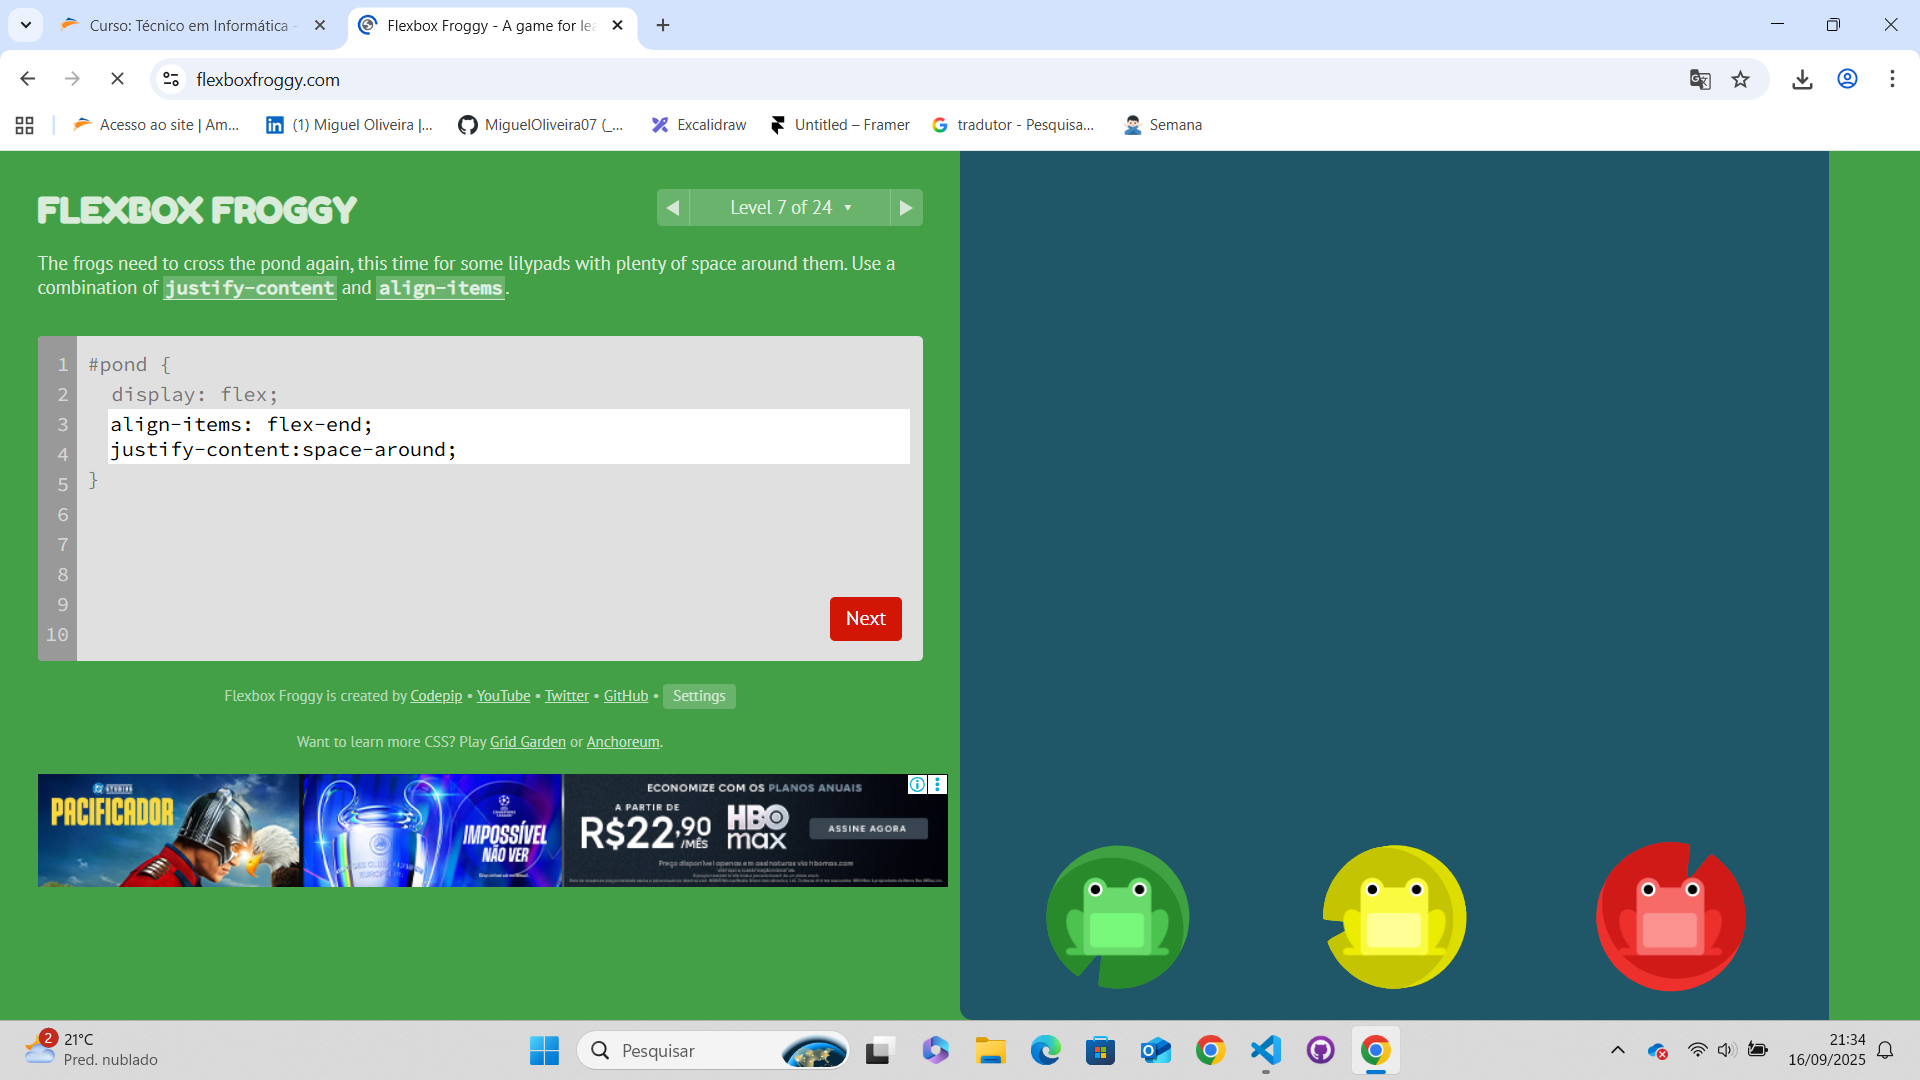 Curso: Técnico em Informática -
Flexbox Froggy - A game for lea
flexboxfroggy.com
Acesso ao site | Am...
(1) Miguel Oliveira |...
MiguelOliveira07 (_...
Excalidraw
Untitled – Framer
tradutor - Pesquisa...
Semana
FLEXBOX FROGGY
Level 7 of 24
The frogs need to cross the pond again, this time for some lilypads with plenty of space around them. Use a
combination of justify-content and align-items.
1 #pond {
2 display: flex;
3 align-items: flex-end;
4 justify-content:space-around;
5 }
6
7
8
9
10
Next
Flexbox Froggy is created by Codepip • YouTube • Twitter • GitHub • Settings
Want to learn more CSS? Play Grid Garden or Anchoreum.
STUDIOS
PACIFICADOR
IMPOSSÍVEL
NÃO VER
ECONOMIZE COM OS PLANOS ANUAIS
A PARTIR DE
R$22,90
/MÊS
HBO
max
ASSINE AGORA
2
21°C
Pred. nublado
Pesquisar
21:34
16/09/2025